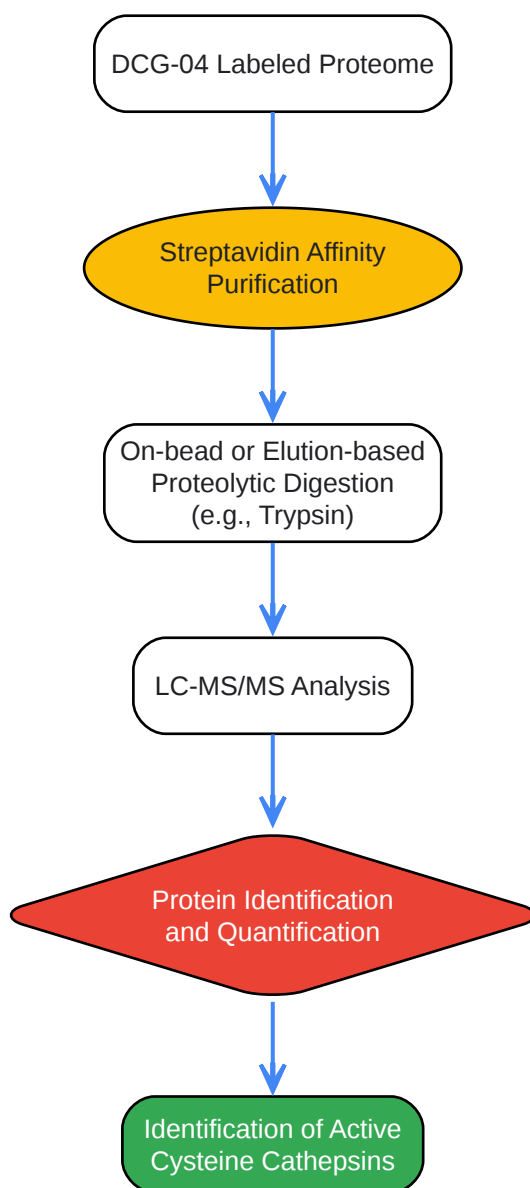 DCG-04 Labeled Proteome
Streptavidin Affinity
Purification
On-bead or Elution-based
Proteolytic Digestion
(e.g., Trypsin)
LC-MS/MS Analysis
Protein Identification
and Quantification
Identification of Active
Cysteine Cathepsins